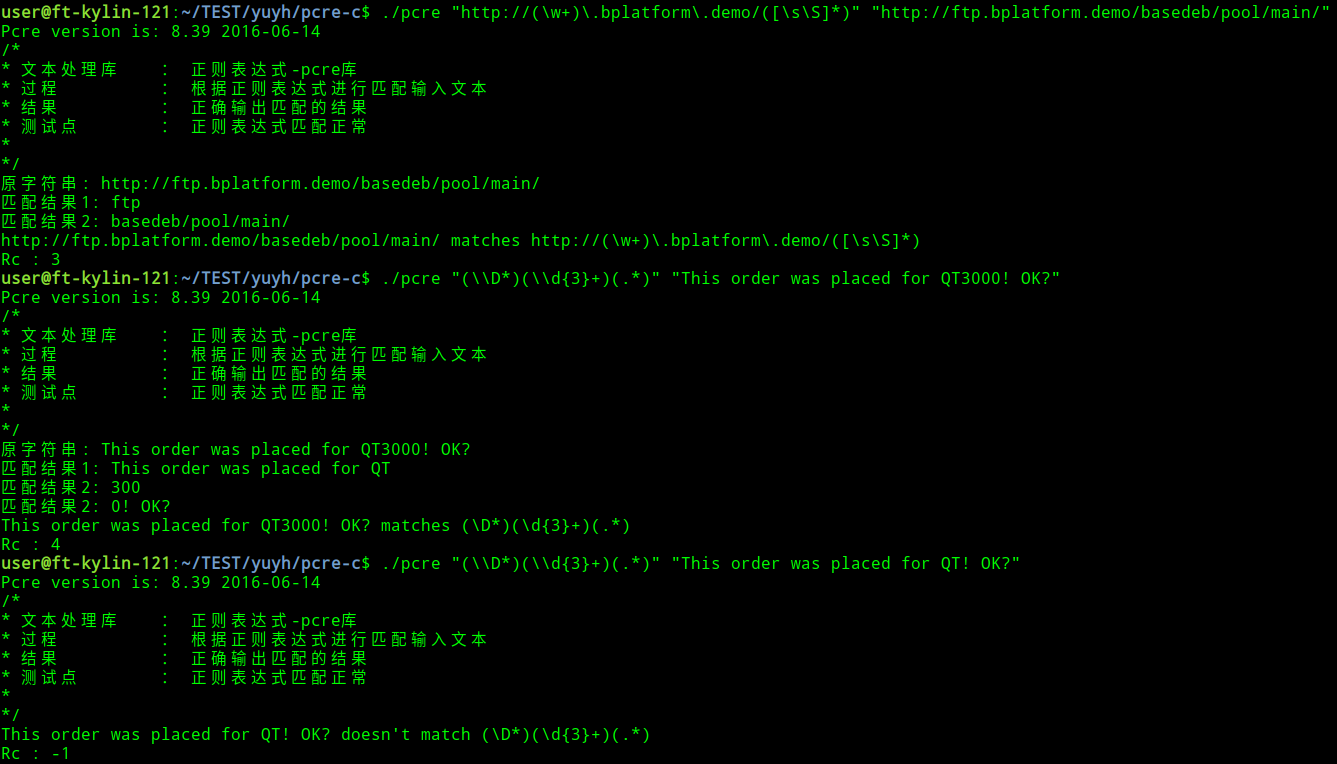 user@ft-kylin-121:~/TEST/yuyh/pcre-c$ ./pcre "http://(\w+)\.bplatform\.demo/([\s\S]*)" "http://ftp.bplatform.demo/basedeb/pool/main/"
Pcre version is: 8.39 2016-06-14
/*
* 文本处理库 : 正则表达式-pcre库
* 过程 : 根据正则表达式进行匹配输入文本
* 结果 : 正确输出匹配的结果
* 测试点 : 正则表达式匹配正常
*
*/
原字符串: http://ftp.bplatform.demo/basedeb/pool/main/
匹配结果1: ftp
匹配结果2: basedeb/pool/main/
http://ftp.bplatform.demo/basedeb/pool/main/ matches http://(\w+)\.bplatform\.demo/([\s\S]*)
Rc : 3
user@ft-kylin-121:~/TEST/yuyh/pcre-c$ ./pcre "(\\D*)(\\d{3}+)(.*)" "This order was placed for QT3000! OK?"
Pcre version is: 8.39 2016-06-14
/*
* 文本处理库 : 正则表达式-pcre库
* 过程 : 根据正则表达式进行匹配输入文本
* 结果 : 正确输出匹配的结果
* 测试点 : 正则表达式匹配正常
*
*/
原字符串: This order was placed for QT3000! OK?
匹配结果1: This order was placed for QT
匹配结果2: 300
匹配结果2: 0! OK?
This order was placed for QT3000! OK? matches (\D*)(\d{3}+)(.*)
Rc : 4
user@ft-kylin-121:~/TEST/yuyh/pcre-c$ ./pcre "(\\D*)(\\d{3}+)(.*)" "This order was placed for QT! OK?"
Pcre version is: 8.39 2016-06-14
/*
* 文本处理库 : 正则表达式-pcre库
* 过程 : 根据正则表达式进行匹配输入文本
* 结果 : 正确输出匹配的结果
* 测试点 : 正则表达式匹配正常
*
*/
This order was placed for QT! OK? doesn't match (\D*)(\d{3}+)(.*)
Rc : -1